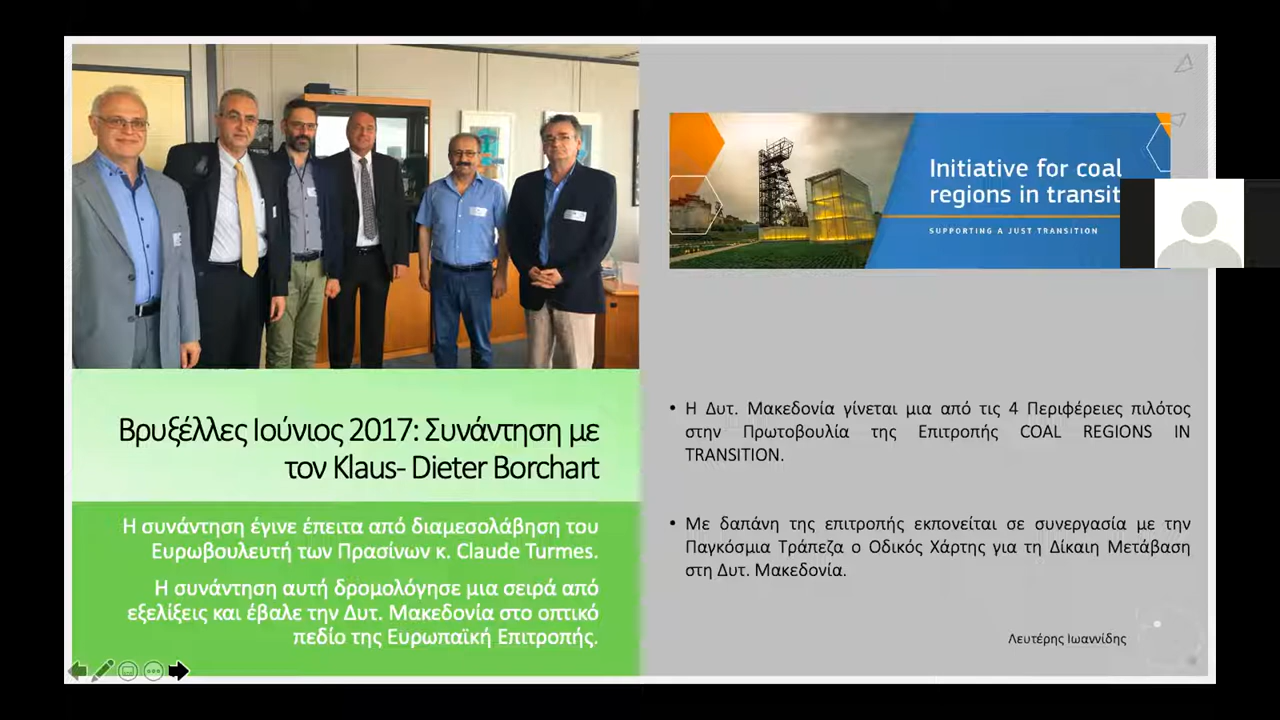 Βρυξέλλες Ιούνιος 2017: Συνάντηση με
τον Klaus- Dieter Borchart
Η συνάντηση έγινε έπειτα από διαμεσολάβηση του
Ευρωβουλευτή των Πρασίνων κ. Claude Turmes.
Η συνάντηση αυτή δρομολόγησε μια σειρά από
εξελίξεις και έβαλε την Δυτ. Μακεδονία στο οπτικό
πεδίο της Ευρωπαϊκή Επιτροπής.
Initiative for coal
regions in transit
SUPPORTING A JUST TRANSITION
• Η Δυτ. Μακεδονία γίνεται μια από τις 4 Περιφέρειες πιλότος
στην Πρωτοβουλία της Επιτροπής COAL REGIONS IN
TRANSITION.
• Με δαπάνη της επιτροπής εκπονείται σε συνεργασία με την
Παγκόσμια Τράπεζα ο Οδικός Χάρτης για τη Δίκαιη Μετάβαση
στη Δυτ. Μακεδονία.
Λευτέρης Ιωαννίδης